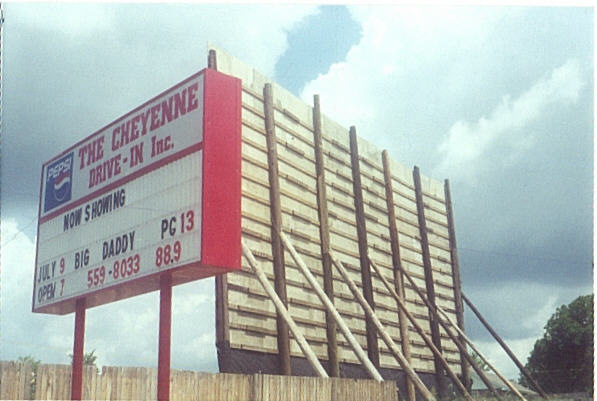 PEPSI
THE CHEYENNE
DRIVE-IN Inc.
NOW SHOWING
JULY 9 BIG DADDY PG 13
OPEN 7 559-8033 88.9